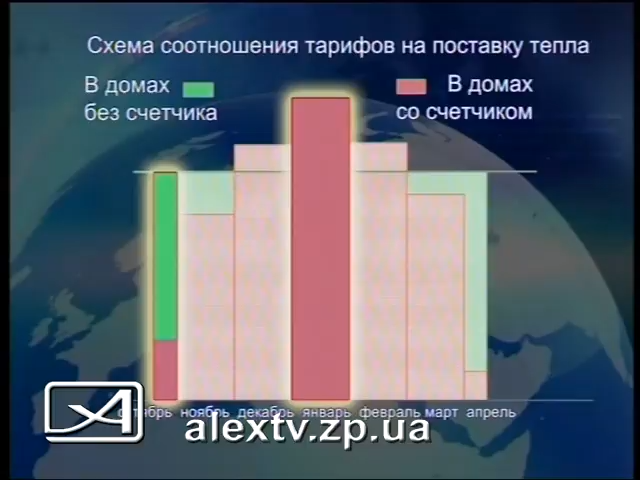 Схема соотношения тарифов на поставку тепла
В домах
без счетчика
В домах
со счетчиком
октябрь ноябрь декабрь январь февраль март апрель
alextv.zp.ua